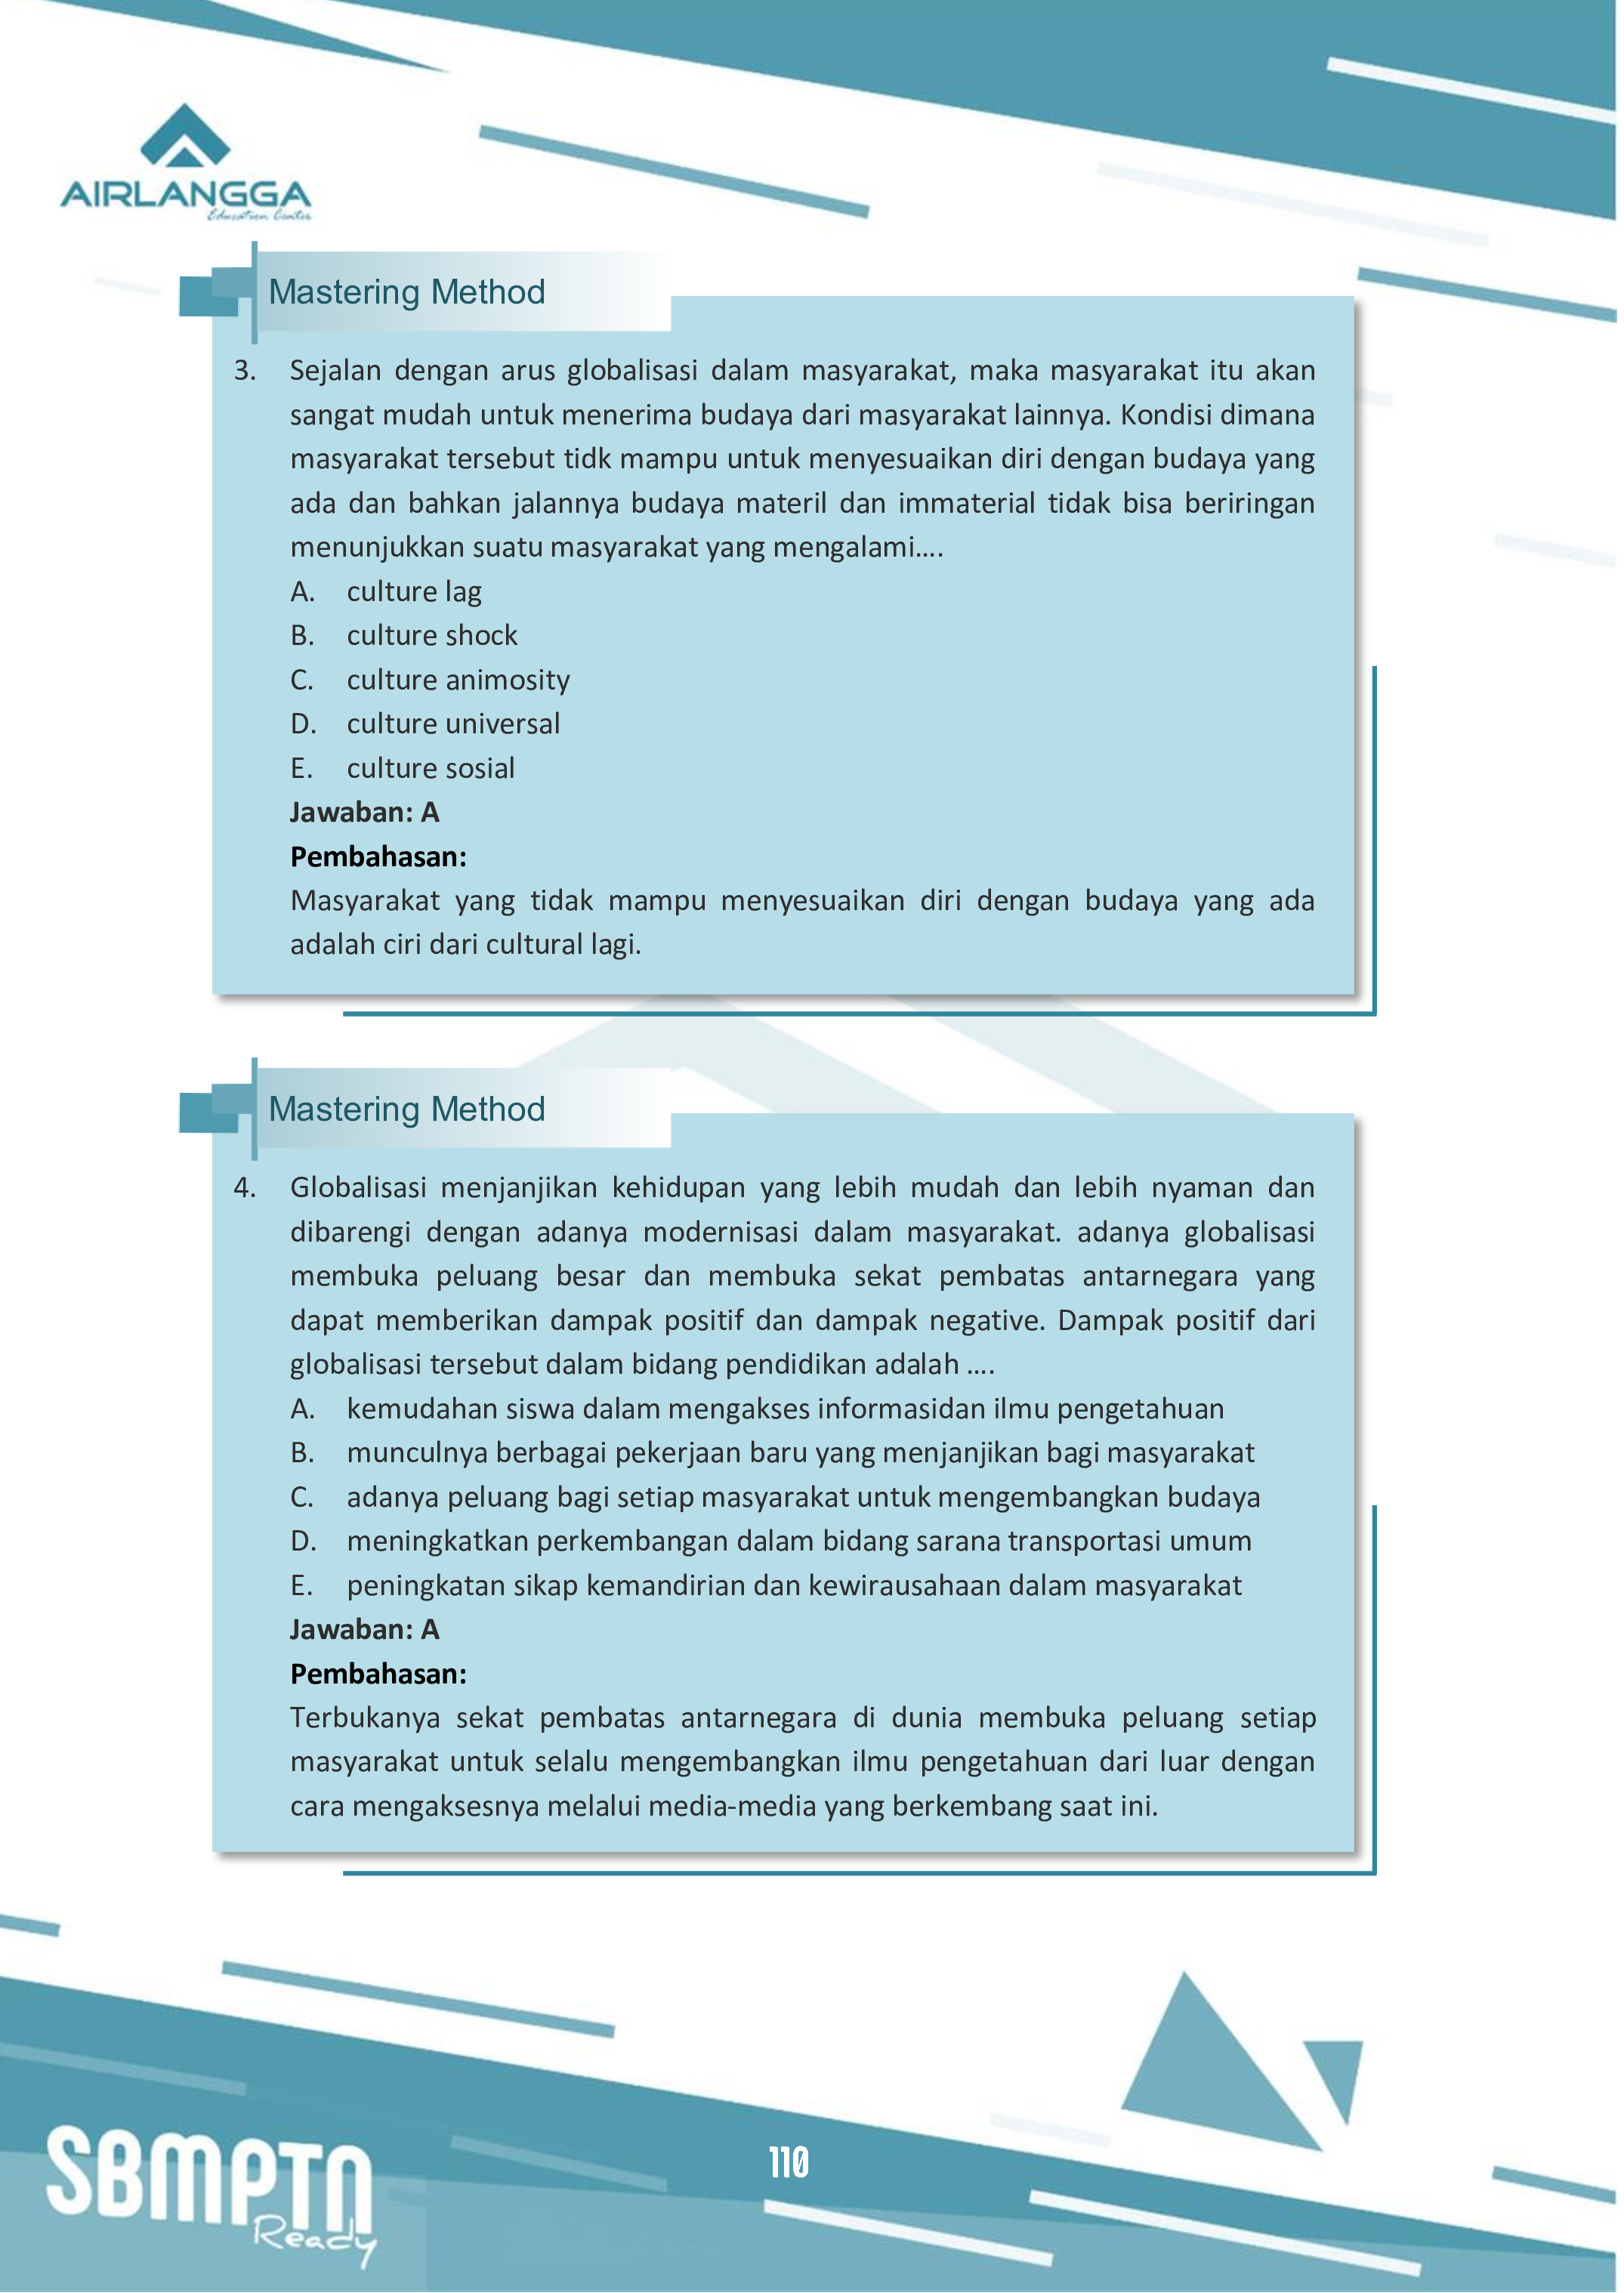 AIRLANGGA
Education Center
Mastering Method
3. Sejalan dengan arus globalisasi dalam masyarakat, maka masyarakat itu akan
sangat mudah untuk menerima budaya dari masyarakat lainnya. Kondisi dimana
masyarakat tersebut tidk mampu untuk menyesuaikan diri dengan budaya yang
ada dan bahkan jalannya budaya materil dan immaterial tidak bisa beriringan
menunjukkan suatu masyarakat yang mengalami....
A. culture lag
B. culture shock
C. culture animosity
D. culture universal
E. culture sosial
Jawaban: A
Pembahasan:
Masyarakat yang tidak mampu menyesuaikan diri dengan budaya yang ada
adalah ciri dari cultural lagi.
Mastering Method
4. Globalisasi menjanjikan kehidupan yang lebih mudah dan lebih nyaman dan
dibarengi dengan adanya modernisasi dalam masyarakat. adanya globalisasi
membuka peluang besar dan membuka sekat pembatas antarnegara yang
dapat memberikan dampak positif dan dampak negative. Dampak positif dari
globalisasi tersebut dalam bidang pendidikan adalah ....
A. kemudahan siswa dalam mengakses informasidan ilmu pengetahuan
B. munculnya berbagai pekerjaan baru yang menjanjikan bagi masyarakat
C. adanya peluang bagi setiap masyarakat untuk mengembangkan budaya
D. meningkatkan perkembangan dalam bidang sarana transportasi umum
E. peningkatan sikap kemandirian dan kewirausahaan dalam masyarakat
Jawaban: A
Pembahasan:
Terbukanya sekat pembatas antarnegara di dunia membuka peluang setiap
masyarakat untuk selalu mengembangkan ilmu pengetahuan dari luar dengan
cara mengaksesnya melalui media-media yang berkembang saat ini.
SBMPTN
Ready
110